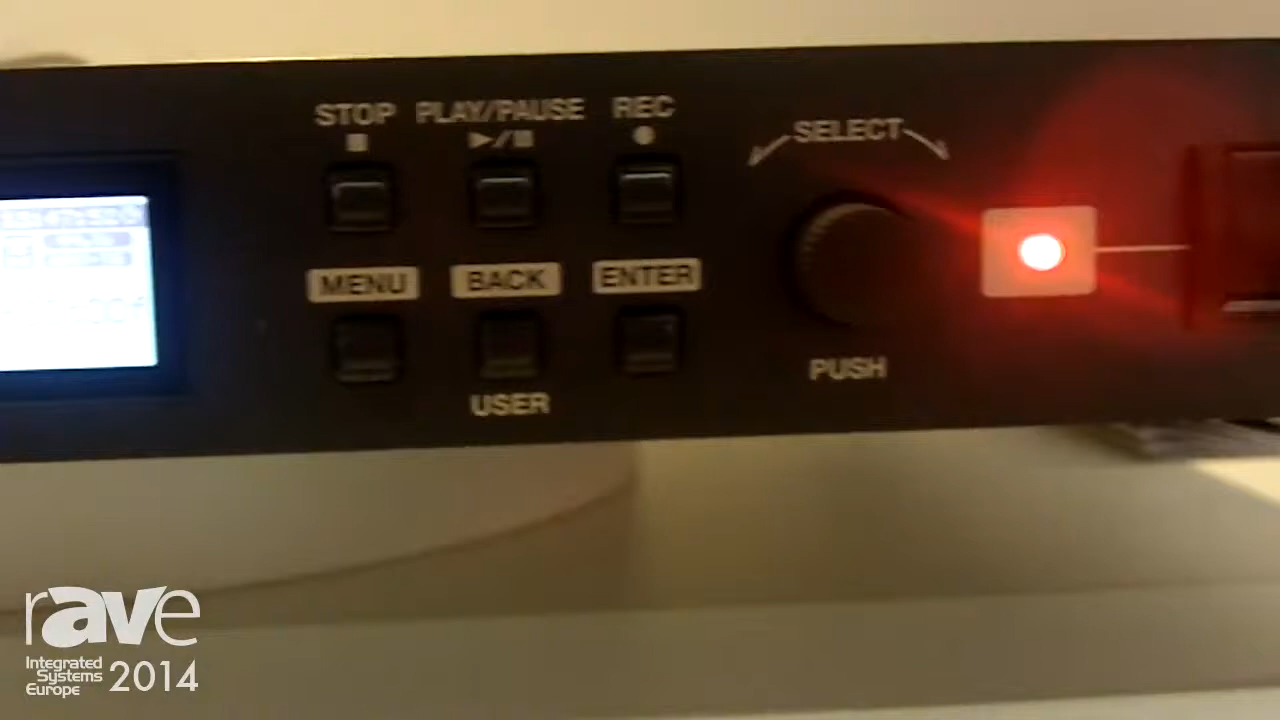 STOP PLAY/PAUSE REC
SELECT
MENU BACK ENTER
PUSH
USER
rAVe
Integrated
Systems
Europe 2014